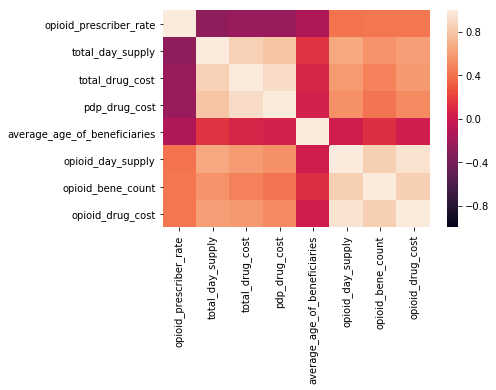 opioid_prescriber_rate
total_day_supply
total_drug_cost
pdp_drug_cost
average_age_of_beneficiaries
opioid_day_supply
opioid_bene_count
opioid_drug_cost
opioid_prescriber_rate
total_day_supply
total_drug_cost
pdp_drug_cost
average_age_of_beneficiaries
opioid_day_supply
opioid_bene_count
opioid_drug_cost
0.8
0.4
0.0
−0.4
−0.8